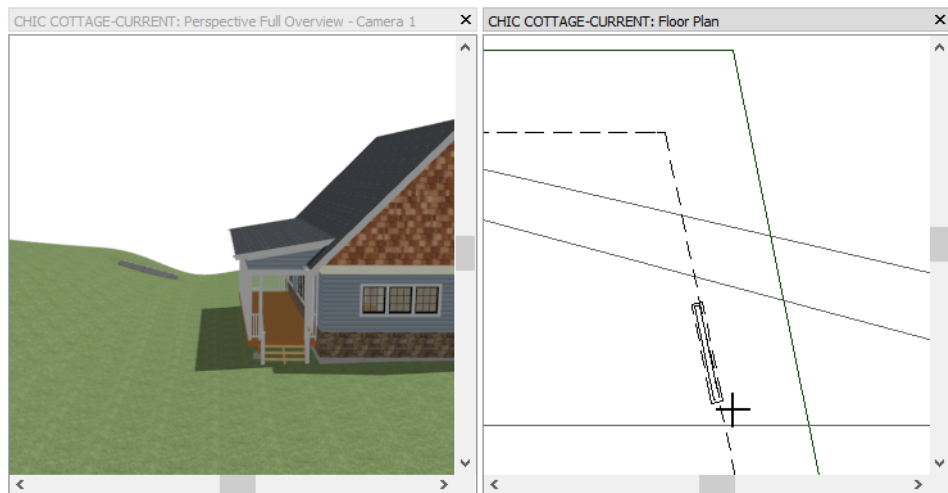 CHIC COTTAGE-CURRENT: Perspective Full Overview - Camera 1
CHIC COTTAGE-CURRENT: Floor Plan